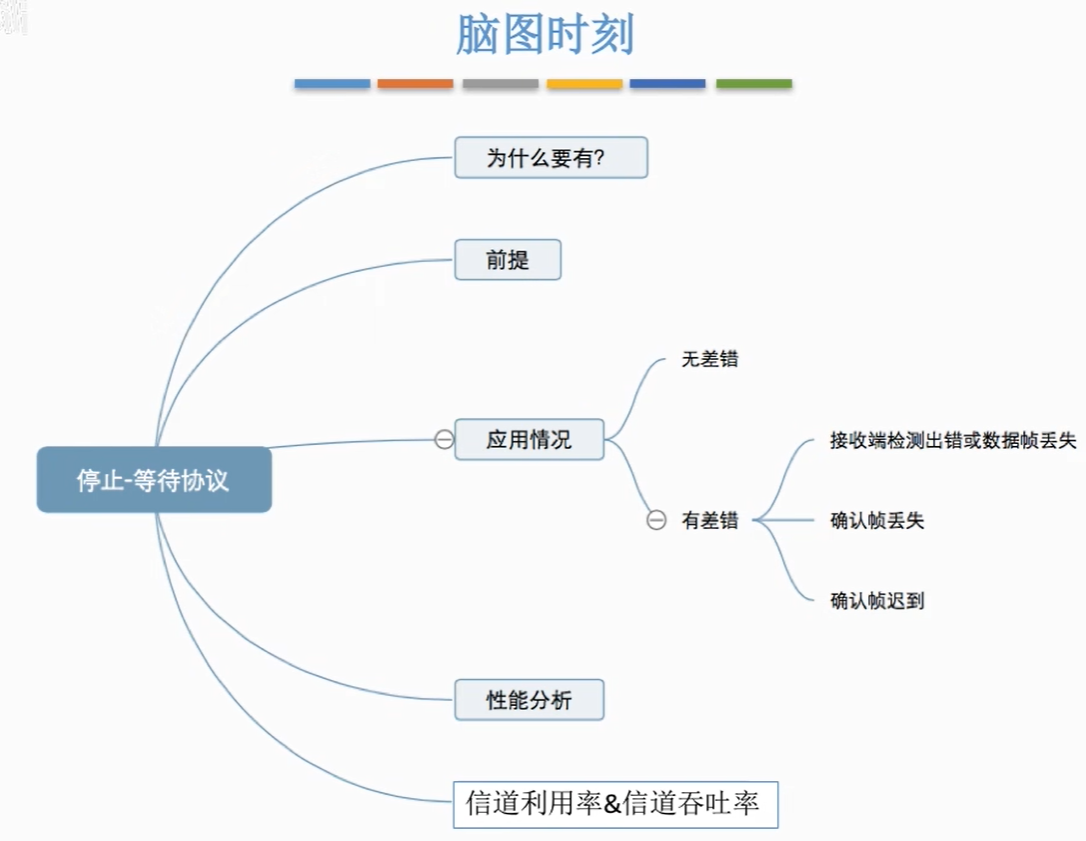 脑图时刻
为什么要有?
前提
无差错
应用情况
接收端检测出错或数据帧丢失
停止-等待协议
有差错
确认帧丢失
确认帧迟到
性能分析
信道利用率&信道吞吐率